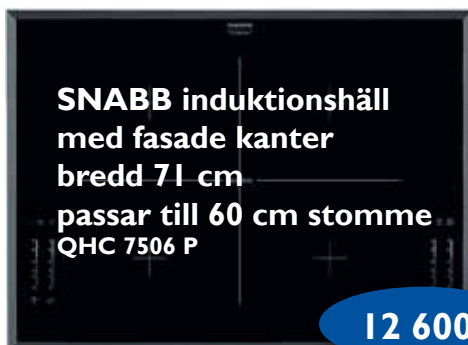 SNABB induktionshäll
med fasade kanter
bredd 71 cm
passar till 60 cm stomme
QHC 7506 P
12 600